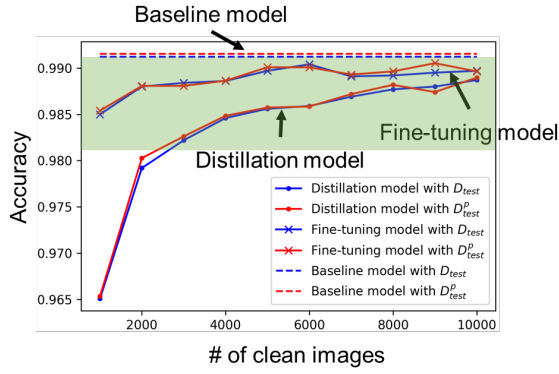 Baseline model
0.990
0.985
0.980
0.975
0.970
0.965
Accuracy
Fine-tuning model
Distillation model
Distillation model with D_test
Distillation model with D^p_test
Fine-tuning model with D_test
Fine-tuning model with D^p_test
Baseline model with D_test
Baseline model with D^p_test
2000 4000 6000 8000 10000
# of clean images